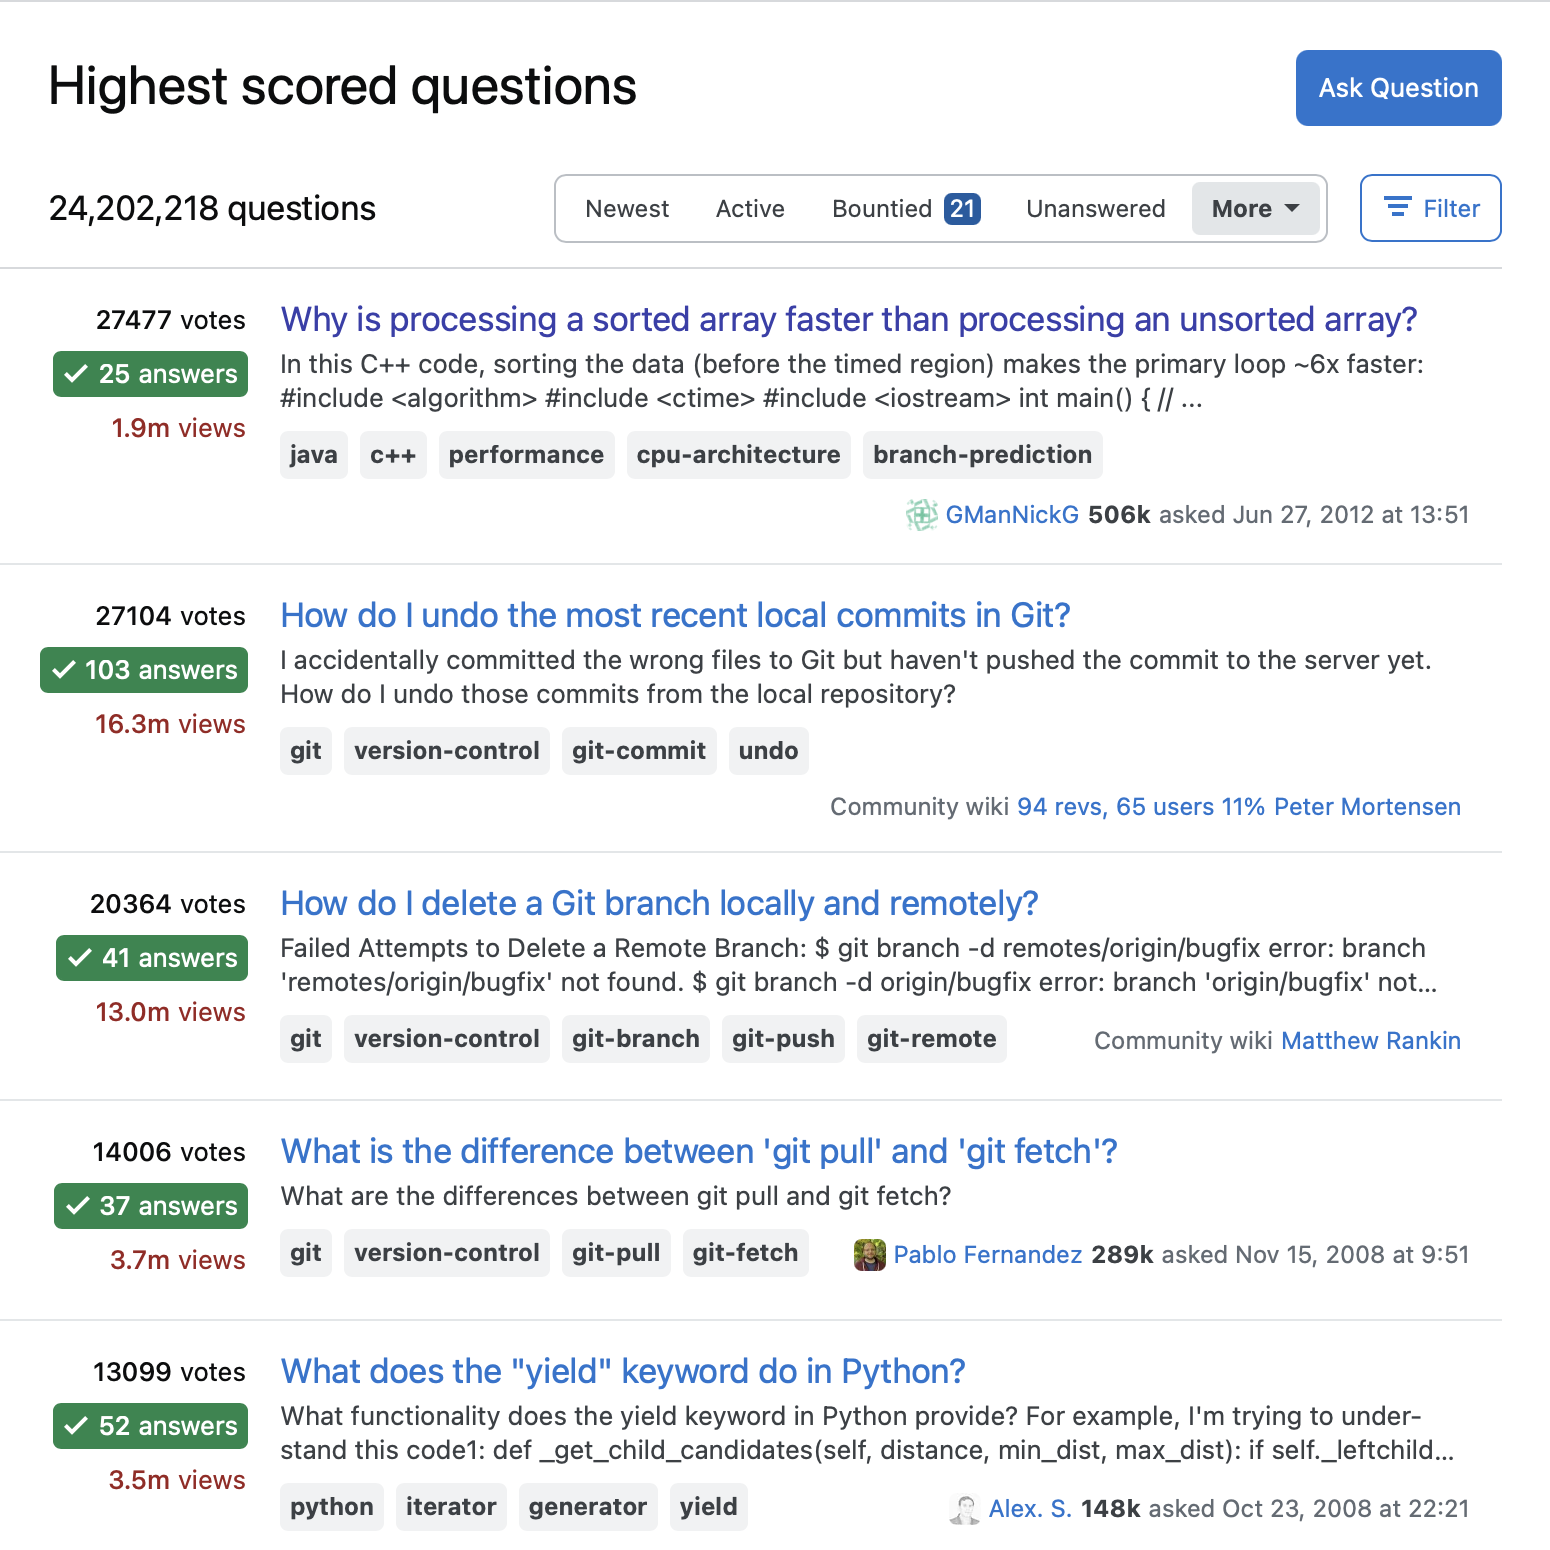 Highest scored questions
Ask Question
24,202,218 questions
Newest Active Bountied 21 Unanswered More Filter
27477 votes
25 answers
1.9m views
Why is processing a sorted array faster than processing an unsorted array?
In this C++ code, sorting the data (before the timed region) makes the primary loop ~6x faster:
#include <algorithm> #include <ctime> #include <iostream> int main() { // ...
java c++ performance cpu-architecture branch-prediction
GManNickG 506k asked Jun 27, 2012 at 13:51
27104 votes
103 answers
16.3m views
How do I undo the most recent local commits in Git?
I accidentally committed the wrong files to Git but haven't pushed the commit to the server yet.
How do I undo those commits from the local repository?
git version-control git-commit undo
Community wiki 94 revs, 65 users 11% Peter Mortensen
20364 votes
41 answers
13.0m views
How do I delete a Git branch locally and remotely?
Failed Attempts to Delete a Remote Branch: $ git branch -d remotes/origin/bugfix error: branch
'remotes/origin/bugfix' not found. $ git branch -d origin/bugfix error: branch 'origin/bugfix' not...
git version-control git-branch git-push git-remote
Community wiki Matthew Rankin
14006 votes
37 answers
3.7m views
What is the difference between 'git pull' and 'git fetch'?
What are the differences between git pull and git fetch?
git version-control git-pull git-fetch
Pablo Fernandez 289k asked Nov 15, 2008 at 9:51
13099 votes
52 answers
3.5m views
What does the "yield" keyword do in Python?
What functionality does the yield keyword in Python provide? For example, I'm trying to under-
stand this code1: def _get_child_candidates(self, distance, min_dist, max_dist): if self._leftchild...
python iterator generator yield
Alex. S. 148k asked Oct 23, 2008 at 22:21